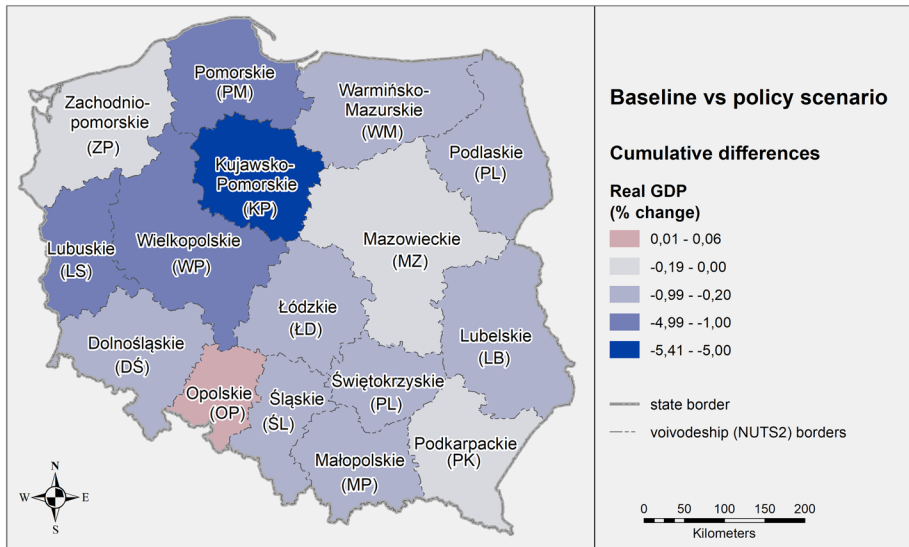 Pomorskie
(PM)
Zachodnio-
pomorskie
(ZP)
Warmińsko-
Mazurskie
(WM)
Podlaskie
(PL)
Kujawsko-
Pomorskie
(KP)
Mazowieckie
(MZ)
Wielkopolskie
(WP)
Lubuskie
(LS)
Łódzkie
(ŁD)
Dolnośląskie
(DŚ)
Lubelskie
(LB)
Opolskie
(OP)
Śląskie
(ŚL)
Świętokrzyskie
(PL)
Małopolskie
(MP)
Podkarpackie
(PK)
N
W
E
S
Baseline vs policy scenario
Cumulative differences
Real GDP
(% change)
0,01 - 0,06
-0,19 - 0,00
-0,99 - -0,20
-4,99 - -1,00
-5,41 - -5,00
state border
voivodeship (NUTS2) borders
0 50 100 150 200
Kilometers